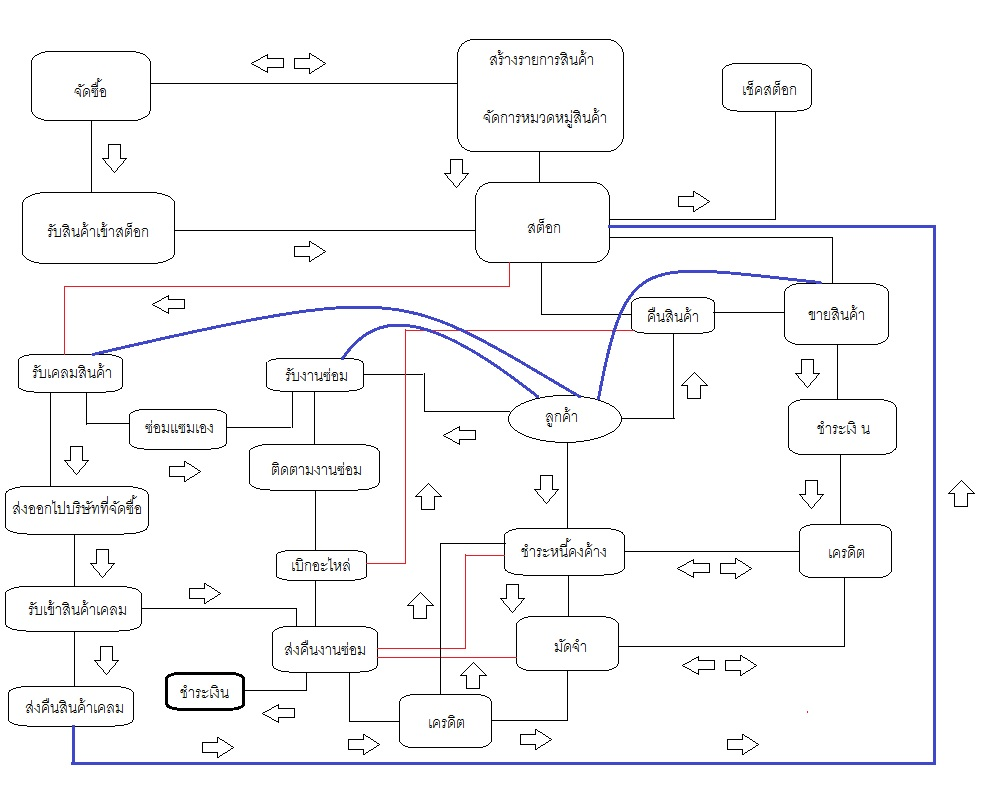 สร้างรายการสินค้า
จัดการหมวดหมู่สินค้า
จัดซื้อ
เช็คสต็อก
รับสินค้าเข้าสต็อก
สต็อก
คืนสินค้า
ขายสินค้า
รับเคลมสินค้า
รับงานซ่อม
ซ่อมแซมเอง
ลูกค้า
ชำระเงิ น
ติดตามงานซ่อม
ส่งออกไปบริษัทที่จัดซื้อ
เบิกอะไหล่
ชำระหนี้คงค้าง
เครดิต
รับเข้าสินค้าเคลม
ส่งคืนงานซ่อม
มัดจำ
ชำระเงิน
ส่งคืนสินค้าเคลม
เครดิต